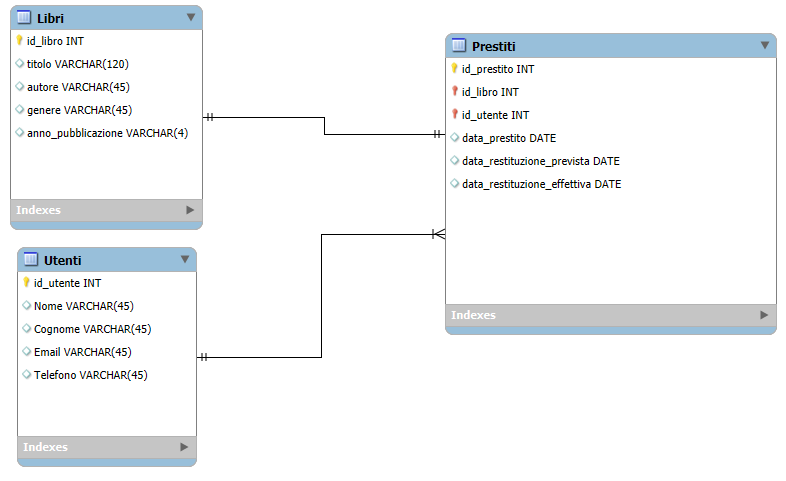 Libri
id_libro INT
titolo VARCHAR(120)
autore VARCHAR(45)
genere VARCHAR(45)
anno_pubblicazione VARCHAR(4)
Indexes
Utenti
id_utente INT
Nome VARCHAR(45)
Cognome VARCHAR(45)
Email VARCHAR(45)
Telefono VARCHAR(45)
Indexes
Prestiti
id_prestito INT
id_libro INT
id_utente INT
data_prestito DATE
data_restituzione_prevista DATE
data_restituzione_effettiva DATE
Indexes